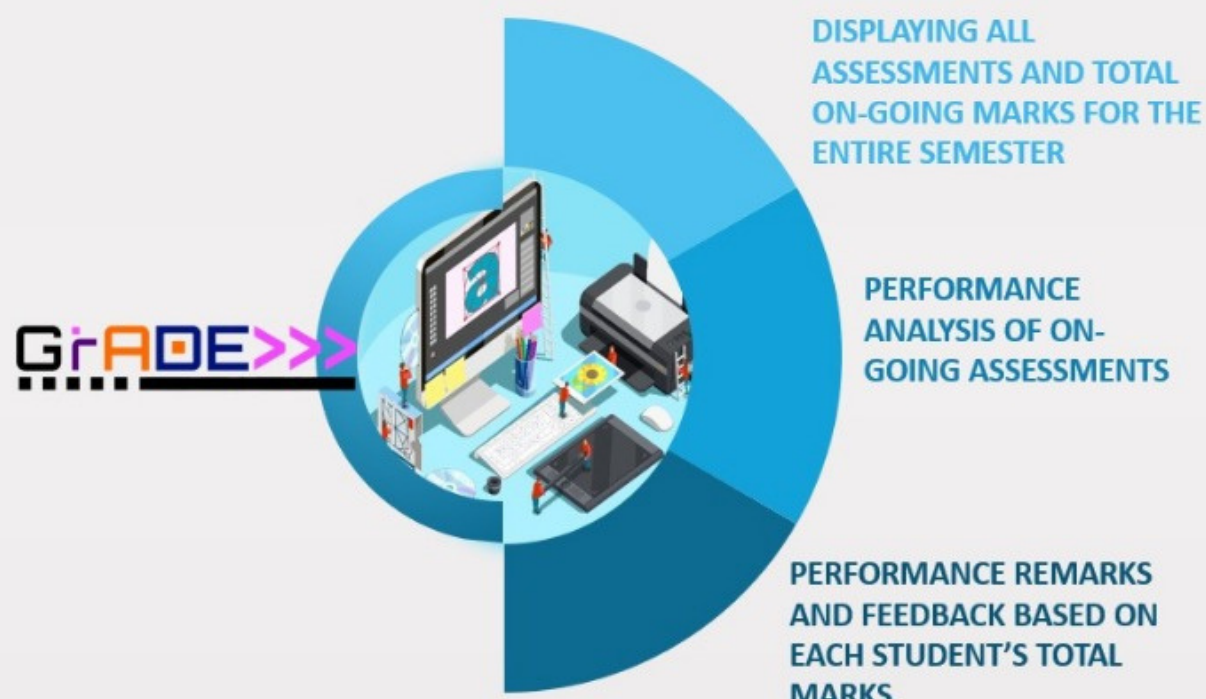 DISPLAYING ALL
ASSESSMENTS AND TOTAL
ON-GOING MARKS FOR THE
ENTIRE SEMESTER
GrADE>>>
a
PERFORMANCE
ANALYSIS OF ON-
GOING ASSESSMENTS
PERFORMANCE REMARKS
AND FEEDBACK BASED ON
EACH STUDENT'S TOTAL
MARKS